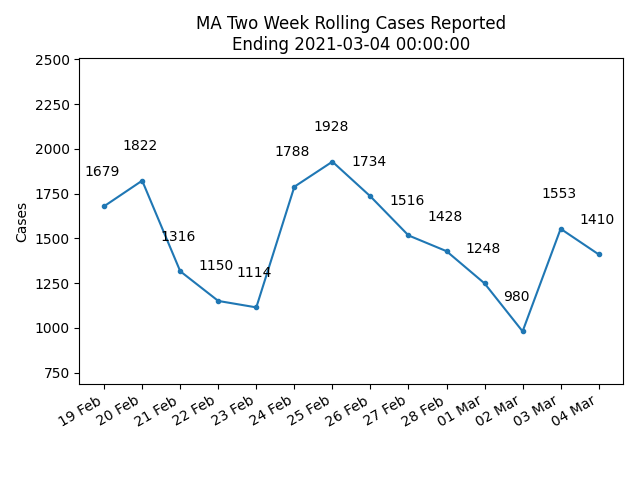 MA Two Week Rolling Cases Reported
Ending 2021-03-04 00:00:00
2500
2250
2000
1750
1500
1250
1000
750
Cases
1679
1822
1316
1150
1114
1788
1928
1734
1516
1428
1248
980
1553
1410
19 Feb
20 Feb
21 Feb
22 Feb
23 Feb
24 Feb
25 Feb
26 Feb
27 Feb
28 Feb
01 Mar
02 Mar
03 Mar
04 Mar